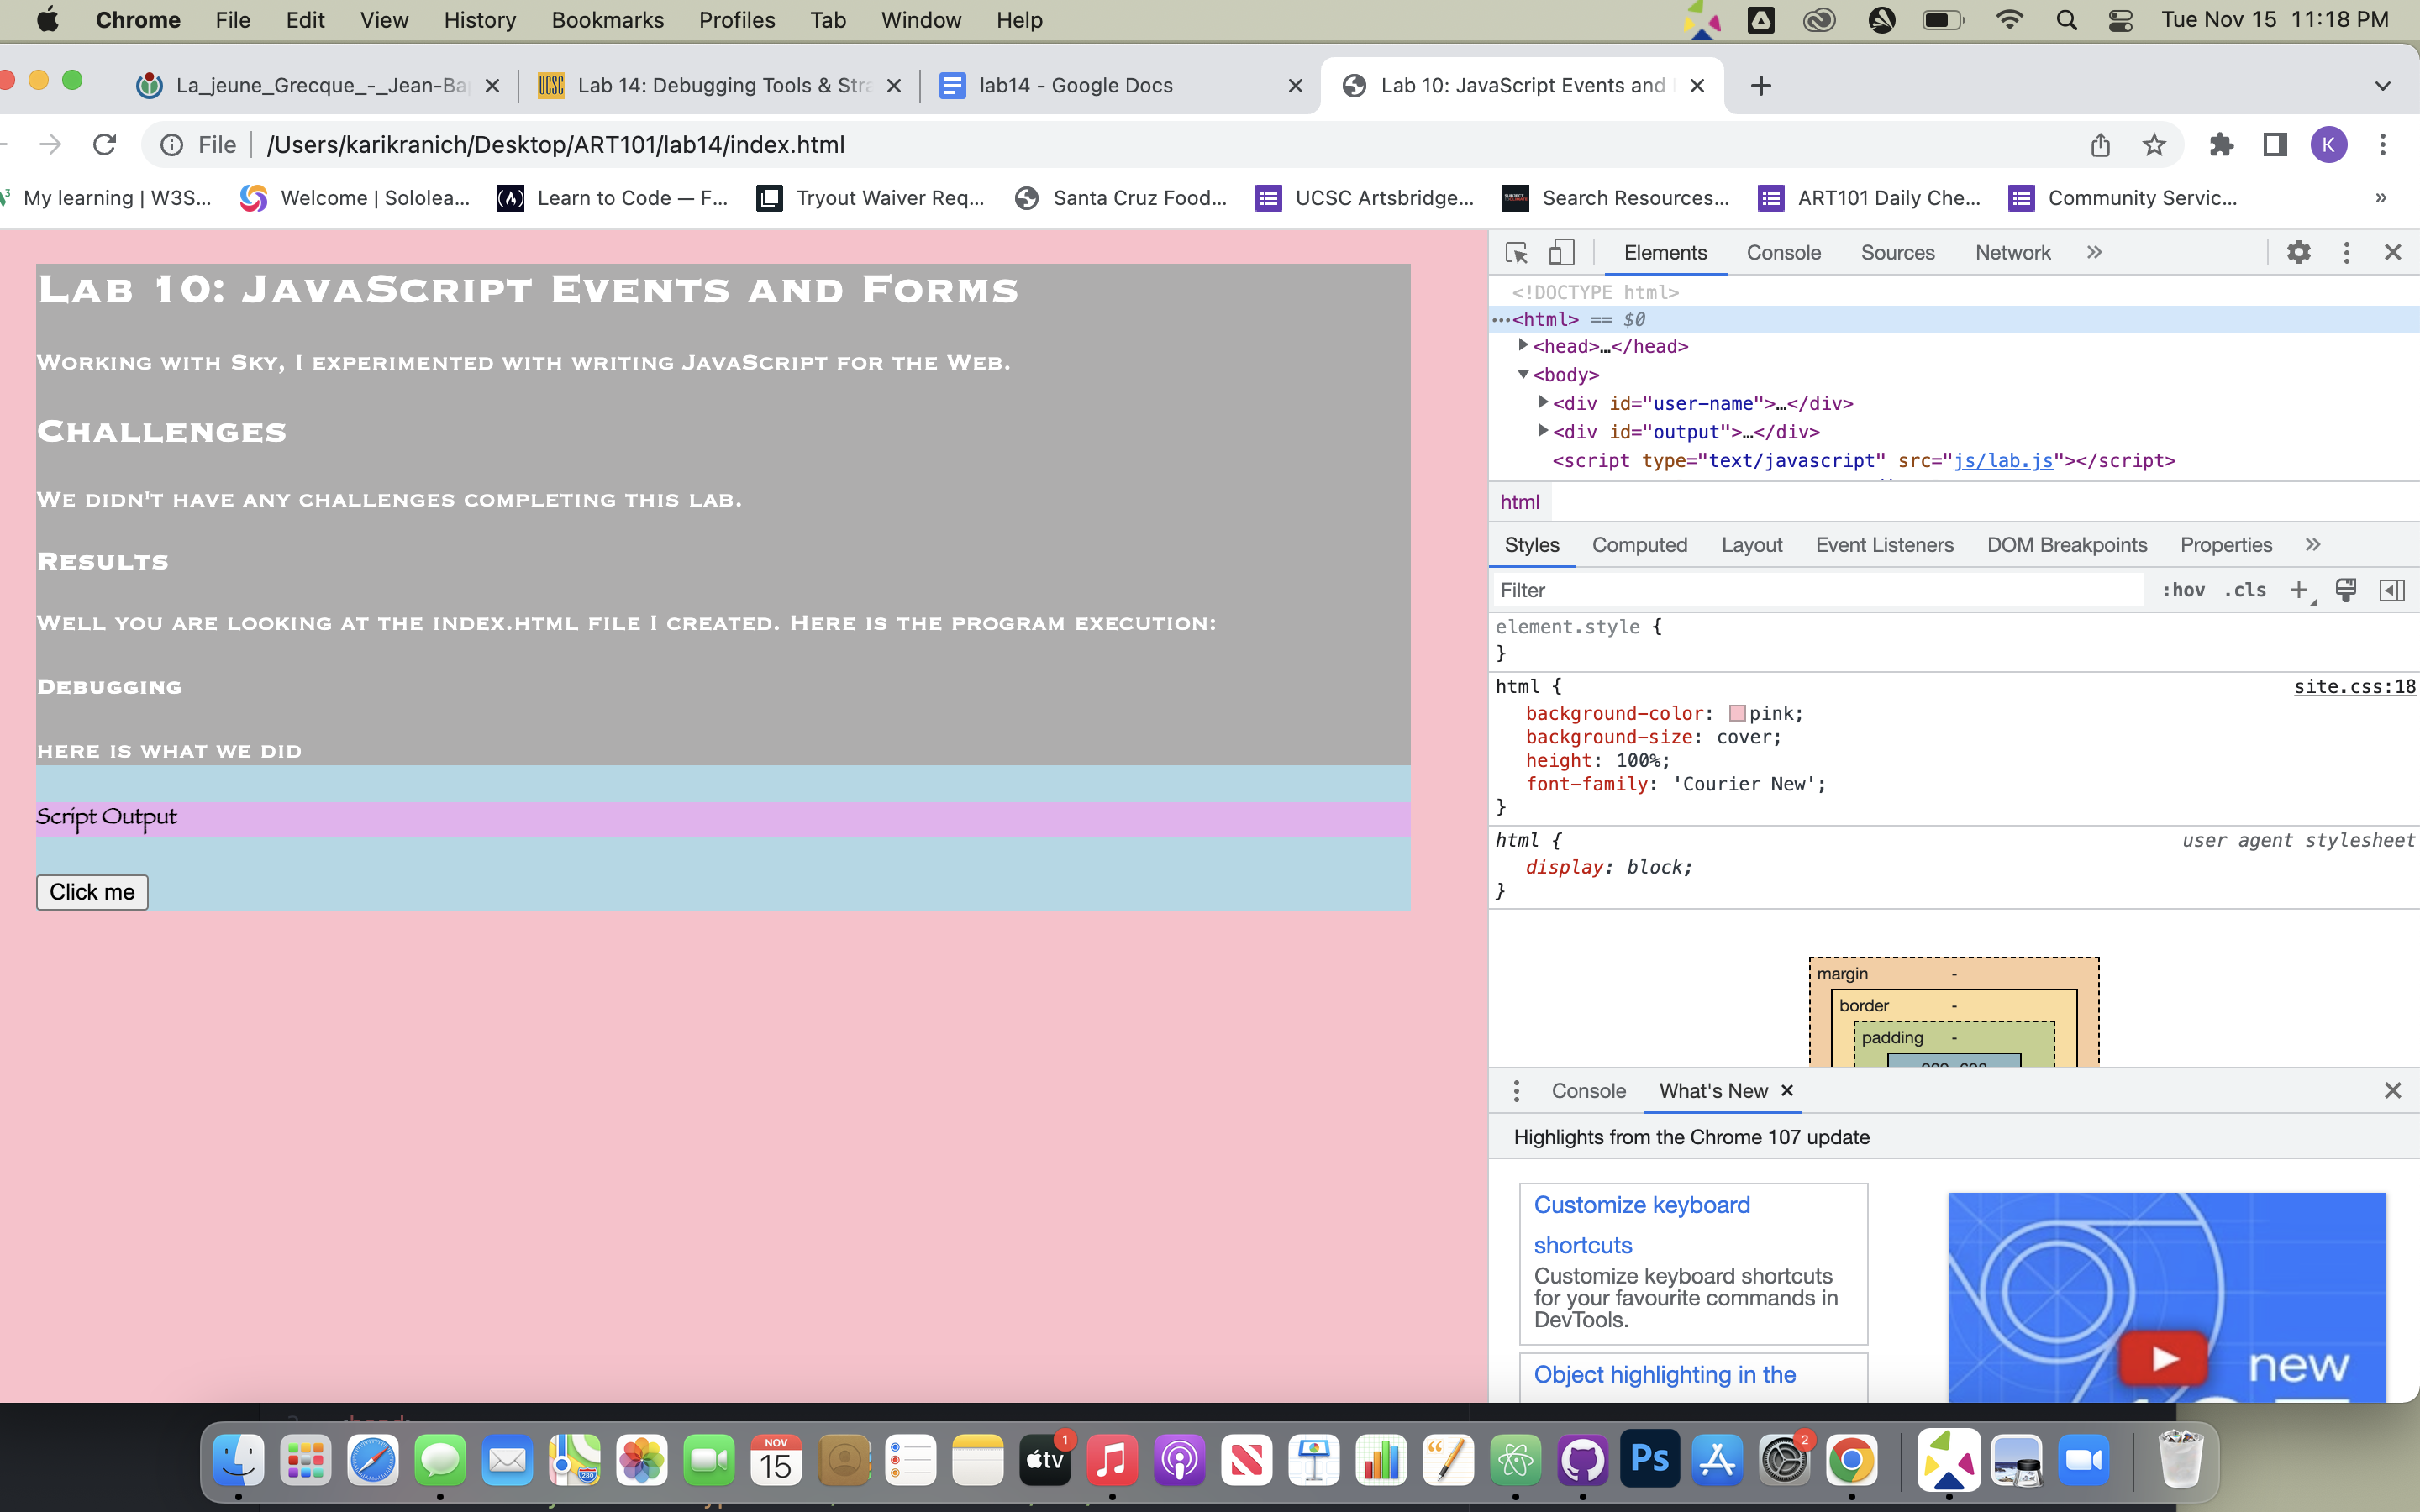 Chrome File Edit View History Bookmarks Profiles Tab Window Help Tue Nov 15 11:18 PM
La_jeune_Grecque_-_Jean-Ba
UCSC Lab 14: Debugging Tools & Stra
lab14 - Google Docs
Lab 10: JavaScript Events and
File /Users/karikranich/Desktop/ART101/lab14/index.html K
My learning | W3S... Welcome | Sololea... Learn to Code — F... Tryout Waiver Req... Santa Cruz Food... UCSC Artsbridge... Search Resources... ART101 Daily Che... Community Servic... »
Lab 10: JavaScript Events and Forms
Working with Sky, I experimented with writing JavaScript for the Web.
Challenges
We didn't have any challenges completing this lab.
Results
Well you are looking at the index.html file I created. Here is the program execution:
Debugging
here is what we did
Script Output
Click me
Elements Console Sources Network »
<!DOCTYPE html>
…<html> == $0
<head>…</head>
<body>
<div id="user-name">…</div>
<div id="output">…</div>
<script type="text/javascript" src="js/lab.js"></script>
html
Styles Computed Layout Event Listeners DOM Breakpoints Properties »
Filter :hov .cls +
element.style {
}
html { site.css:18
background-color: pink;
background-size: cover;
height: 100%;
font-family: 'Courier New';
}
html { user agent stylesheet
display: block;
}
margin -
border -
padding -
Console What's New
Highlights from the Chrome 107 update
Customize keyboard
shortcuts
Customize keyboard shortcuts
for your favourite commands in
DevTools.
Object highlighting in the
new
<head>
NOV
15
280
tv
1
Ps
2